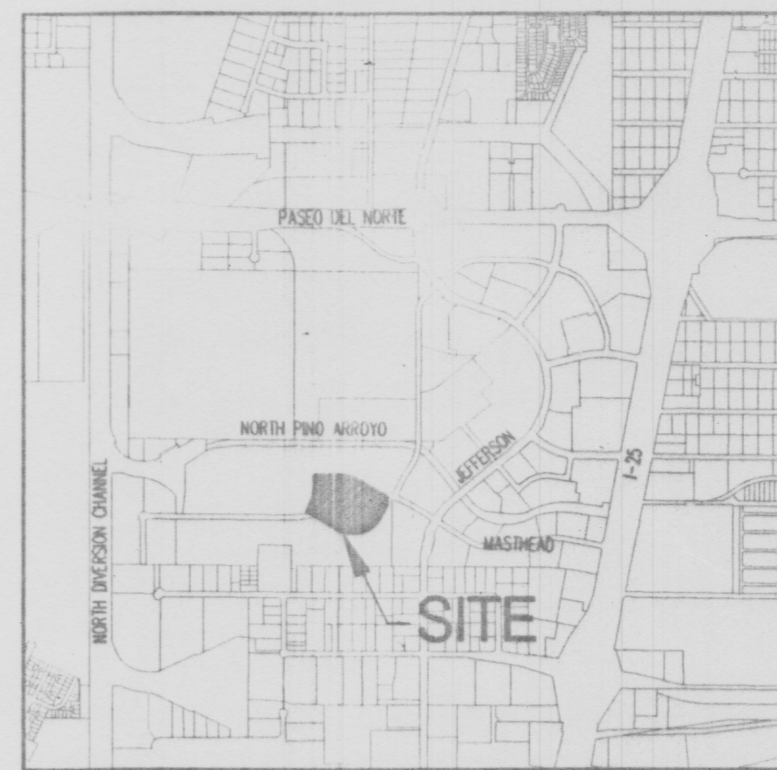 PASEO DEL NORTE
NORTH PINO ARROYO
JEFFERSON
I-25
NORTH DIVERSION CHANNEL
MASTHEAD
SITE